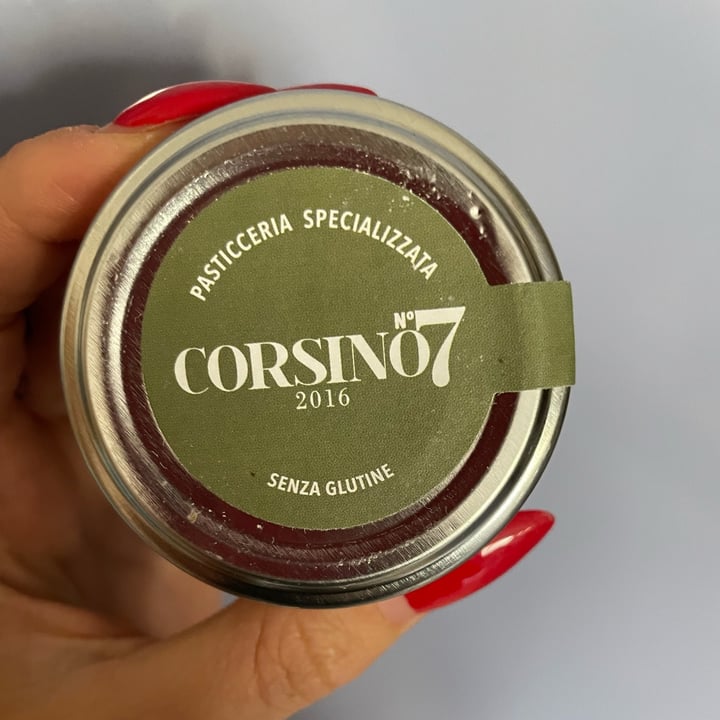 PASTICCERIA SPECIALIZZATA
CORSINO Nº7
2016
SENZA GLUTINE